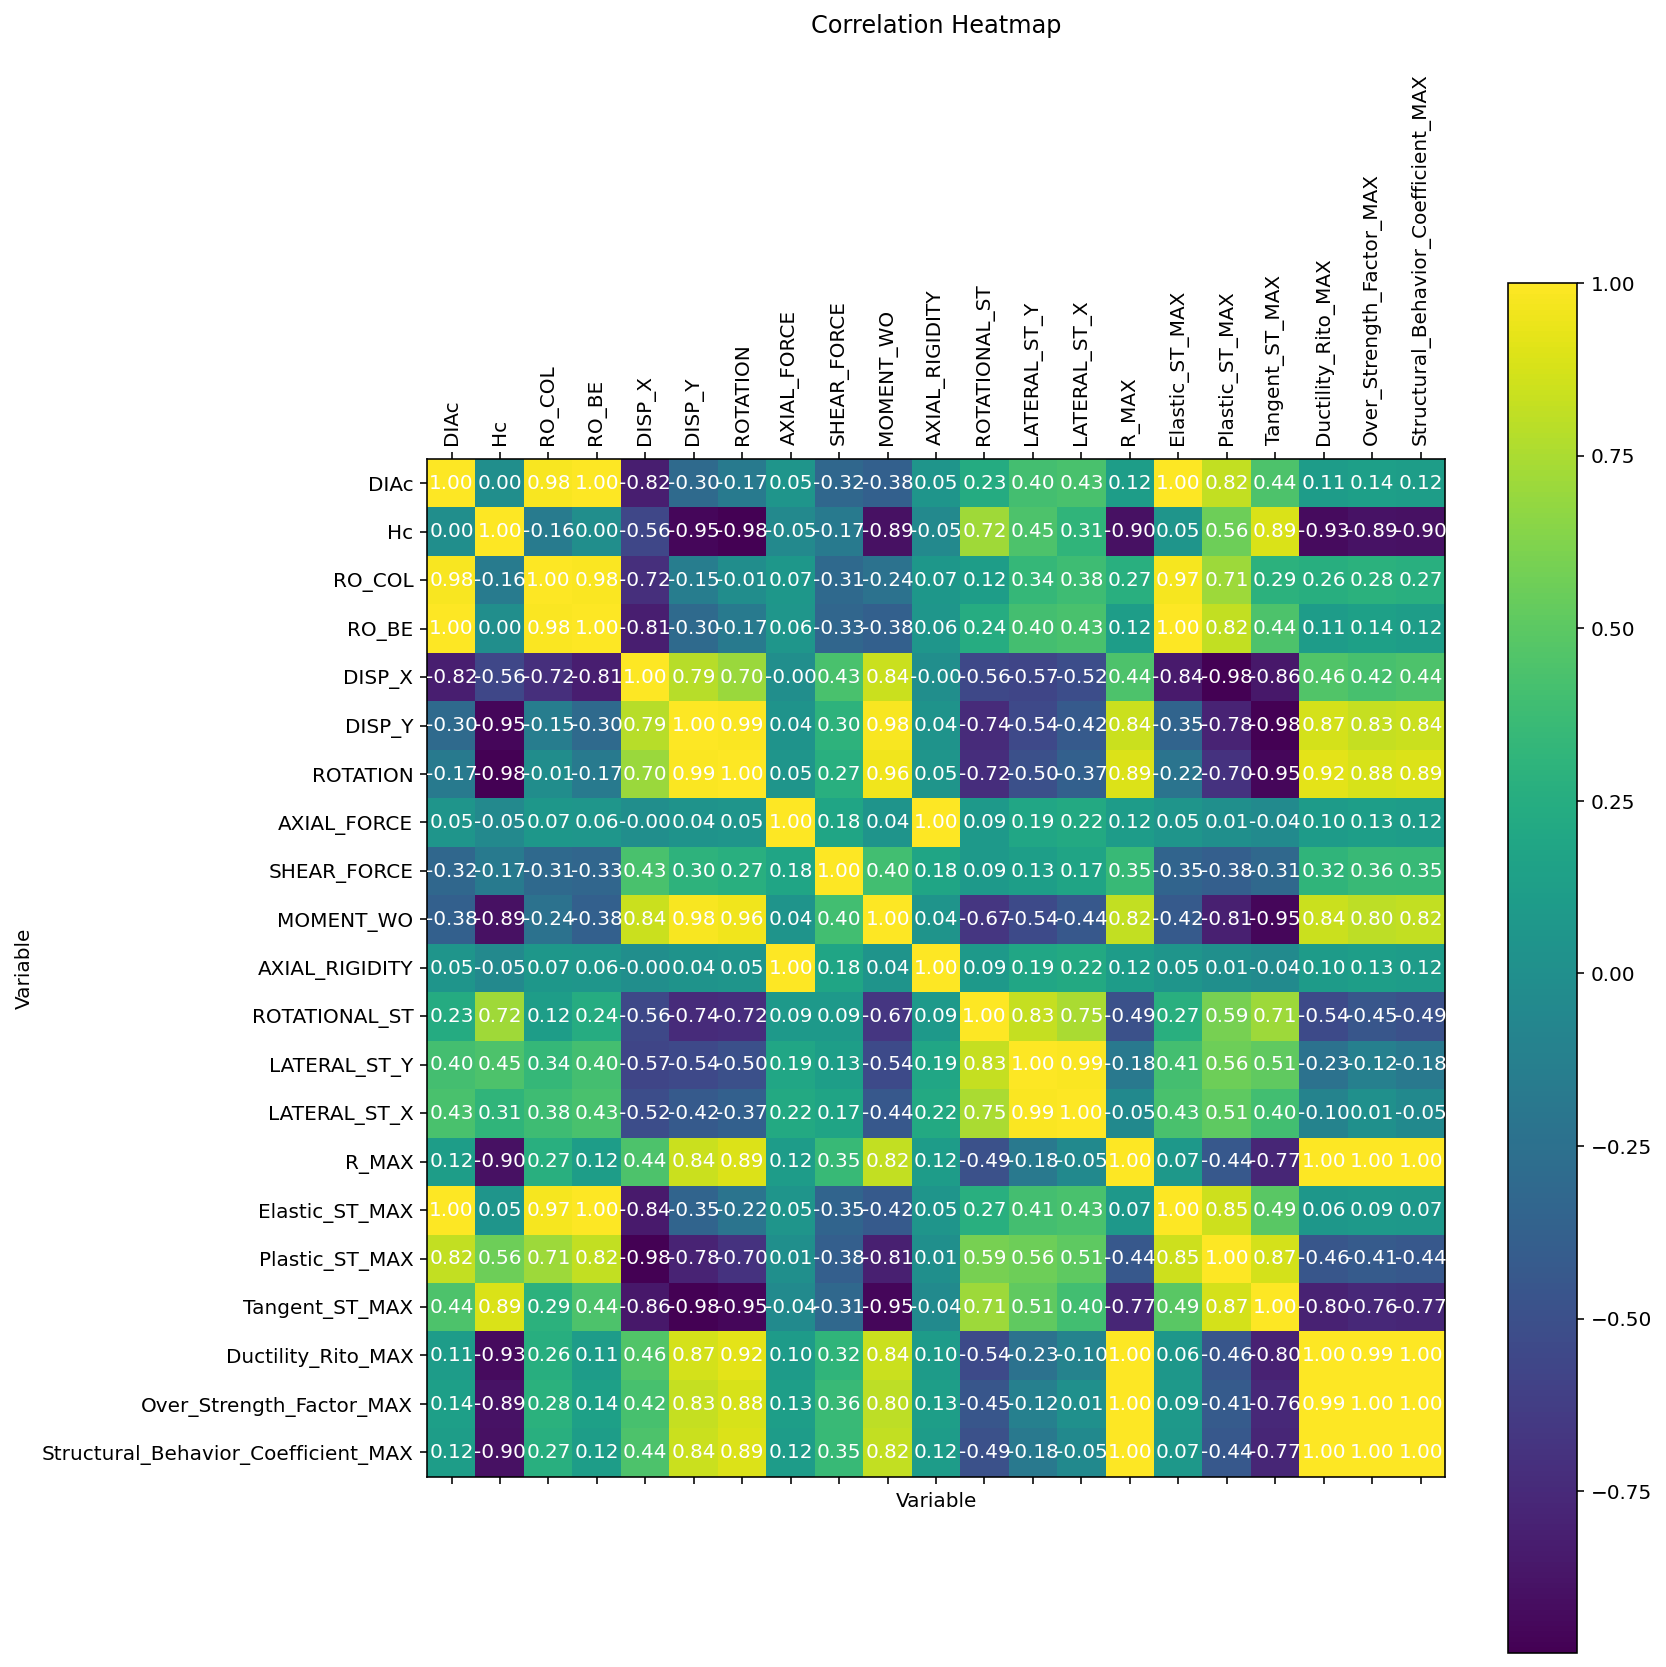 Correlation Heatmap
DIAc Hc RO_COL RO_BE DISP_X DISP_Y ROTATION AXIAL_FORCE SHEAR_FORCE MOMENT_WO AXIAL_RIGIDITY ROTATIONAL_ST LATERAL_ST_Y LATERAL_ST_X R_MAX Elastic_ST_MAX Plastic_ST_MAX Tangent_ST_MAX Ductility_Rito_MAX Over_Strength_Factor_MAX Structural_Behavior_Coefficient_MAX
DIAc 1.00 0.00 0.98 1.00 -0.82 -0.30 -0.17 0.05 -0.32 -0.38 0.05 0.23 0.40 0.43 0.12 1.00 0.82 0.44 0.11 0.14 0.12
Hc 0.00 1.00 -0.16 0.00 -0.56 -0.95 -0.98 -0.05 -0.17 -0.89 -0.05 0.72 0.45 0.31 -0.90 0.05 0.56 0.89 -0.93 -0.89 -0.90
RO_COL 0.98 -0.16 1.00 0.98 -0.72 -0.15 -0.01 0.07 -0.31 -0.24 0.07 0.12 0.34 0.38 0.27 0.97 0.71 0.29 0.26 0.28 0.27
RO_BE 1.00 0.00 0.98 1.00 -0.81 -0.30 -0.17 0.06 -0.33 -0.38 0.06 0.24 0.40 0.43 0.12 1.00 0.82 0.44 0.11 0.14 0.12
DISP_X -0.82 -0.56 -0.72 -0.81 1.00 0.79 0.70 -0.00 0.43 0.84 -0.00 -0.56 -0.57 -0.52 0.44 -0.84 -0.98 -0.86 0.46 0.42 0.44
DISP_Y -0.30 -0.95 -0.15 -0.30 0.79 1.00 0.99 0.04 0.30 0.98 0.04 -0.74 -0.54 -0.42 0.84 -0.35 -0.78 -0.98 0.87 0.83 0.84
ROTATION -0.17 -0.98 -0.01 -0.17 0.70 0.99 1.00 0.05 0.27 0.96 0.05 -0.72 -0.50 -0.37 0.89 -0.22 -0.70 -0.95 0.92 0.88 0.89
AXIAL_FORCE 0.05 -0.05 0.07 0.06 -0.00 0.04 0.05 1.00 0.18 0.04 1.00 0.09 0.19 0.22 0.12 0.05 0.01 -0.04 0.10 0.13 0.12
SHEAR_FORCE -0.32 -0.17 -0.31 -0.33 0.43 0.30 0.27 0.18 1.00 0.40 0.18 0.09 0.13 0.17 0.35 -0.35 -0.38 -0.31 0.32 0.36 0.35
MOMENT_WO -0.38 -0.89 -0.24 -0.38 0.84 0.98 0.96 0.04 0.40 1.00 0.04 -0.67 -0.54 -0.44 0.82 -0.42 -0.81 -0.95 0.84 0.80 0.82
AXIAL_RIGIDITY 0.05 -0.05 0.07 0.06 -0.00 0.04 0.05 1.00 0.18 0.04 1.00 0.09 0.19 0.22 0.12 0.05 0.01 -0.04 0.10 0.13 0.12
ROTATIONAL_ST 0.23 0.72 0.12 0.24 -0.56 -0.74 -0.72 0.09 0.09 -0.67 0.09 1.00 0.83 0.75 -0.49 0.27 0.59 0.71 -0.54 -0.45 -0.49
LATERAL_ST_Y 0.40 0.45 0.34 0.40 -0.57 -0.54 -0.50 0.19 0.13 -0.54 0.19 0.83 1.00 0.99 -0.18 0.41 0.56 0.51 -0.23 -0.12 -0.18
LATERAL_ST_X 0.43 0.31 0.38 0.43 -0.52 -0.42 -0.37 0.22 0.17 -0.44 0.22 0.75 0.99 1.00 -0.05 0.43 0.51 0.40 -0.10 0.01 -0.05
R_MAX 0.12 -0.90 0.27 0.12 0.44 0.84 0.89 0.12 0.35 0.82 0.12 -0.49 -0.18 -0.05 1.00 0.07 -0.44 -0.77 1.00 1.00 1.00
Elastic_ST_MAX 1.00 0.05 0.97 1.00 -0.84 -0.35 -0.22 0.05 -0.35 -0.42 0.05 0.27 0.41 0.43 0.07 1.00 0.85 0.49 0.06 0.09 0.07
Plastic_ST_MAX 0.82 0.56 0.71 0.82 -0.98 -0.78 -0.70 0.01 -0.38 -0.81 0.01 0.59 0.56 0.51 -0.44 0.85 1.00 0.87 -0.46 -0.41 -0.44
Tangent_ST_MAX 0.44 0.89 0.29 0.44 -0.86 -0.98 -0.95 -0.04 -0.31 -0.95 -0.04 0.71 0.51 0.40 -0.77 0.49 0.87 1.00 -0.80 -0.76 -0.77
Ductility_Rito_MAX 0.11 -0.93 0.26 0.11 0.46 0.87 0.92 0.10 0.32 0.84 0.10 -0.54 -0.23 -0.10 1.00 0.06 -0.46 -0.80 1.00 0.99 1.00
Over_Strength_Factor_MAX 0.14 -0.89 0.28 0.14 0.42 0.83 0.88 0.13 0.36 0.80 0.13 -0.45 -0.12 0.01 1.00 0.09 -0.41 -0.76 0.99 1.00 1.00
Structural_Behavior_Coefficient_MAX 0.12 -0.90 0.27 0.12 0.44 0.84 0.89 0.12 0.35 0.82 0.12 -0.49 -0.18 -0.05 1.00 0.07 -0.44 -0.77 1.00 1.00 1.00
Variable
Variable
1.00
0.75
0.50
0.25
0.00
−0.25
−0.50
−0.75